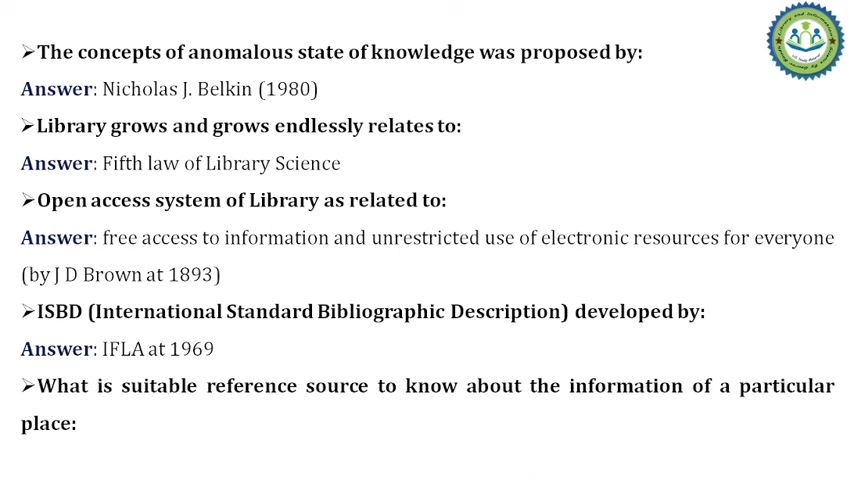 ➢The concepts of anomalous state of knowledge was proposed by:
Answer: Nicholas J. Belkin (1980)
➢Library grows and grows endlessly relates to:
Answer: Fifth law of Library Science
➢Open access system of Library as related to:
Answer: free access to information and unrestricted use of electronic resources for everyone
(by J D Brown at 1893)
➢ISBD (International Standard Bibliographic Description) developed by:
Answer: IFLA at 1969
➢What is suitable reference source to know about the information of a particular
place: